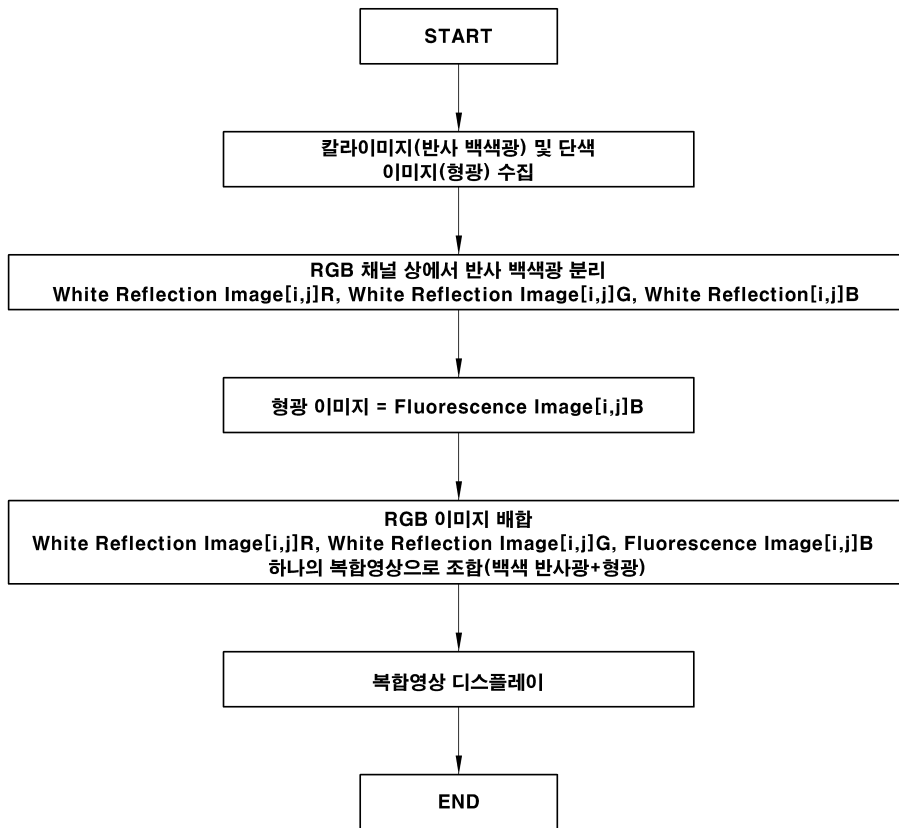 START
칼라이미지(반사 백색광) 및 단색
이미지(형광) 수집
RGB 채널 상에서 반사 백색광 분리
White Reflection Image[i,j]R, White Reflection Image[i,j]G, White Reflection[i,j]B
형광 이미지 = Fluorescence Image[i,j]B
RGB 이미지 배합
White Reflection Image[i,j]R, White Reflection Image[i,j]G, Fluorescence Image[i,j]B
하나의 복합영상으로 조합(백색 반사광+형광)
복합영상 디스플레이
END